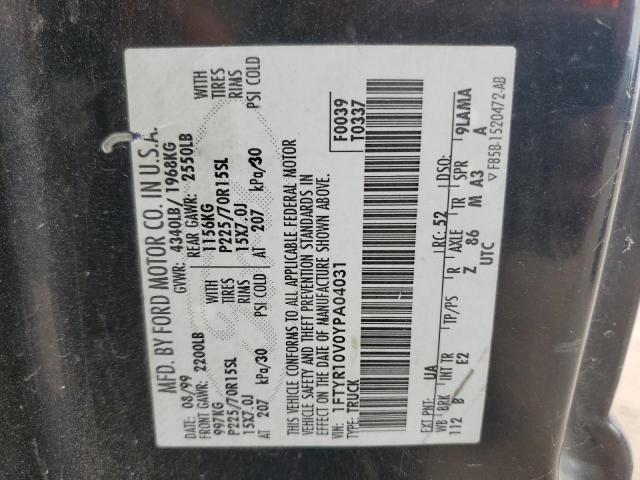 MFD. BY FORD MOTOR CO. IN U.S.A.
DATE: 08/99 GVWR: 4340LB/ 1968KG
FRONT GAWR: 2200LB REAR GAWR: 2550LB
997KG 1156KG WITH
P225/70R15SL P225/70R15SL TIRES
15X7.0J 15X7.0J RIMS
AT 207 kPa/30 PSI COLD AT 207 kPa/30 PSI COLD
THIS VEHICLE CONFORMS TO ALL APPLICABLE FEDERAL MOTOR
VEHICLE SAFETY AND THEFT PREVENTION STANDARDS IN
EFFECT ON THE DATE OF MANUFACTURE SHOWN ABOVE.
VIN: 1FTYR10V0YPA04031 F0039
TYPE: TRUCK T0337
EXT PNT: UA RC: 52 DSO:
WB BRK INT TR TP/PS R AXLE TR SPR 9LAMA
112 B E2 Z 86 M A3 A
UTC ▽ F85B-1520472-AB